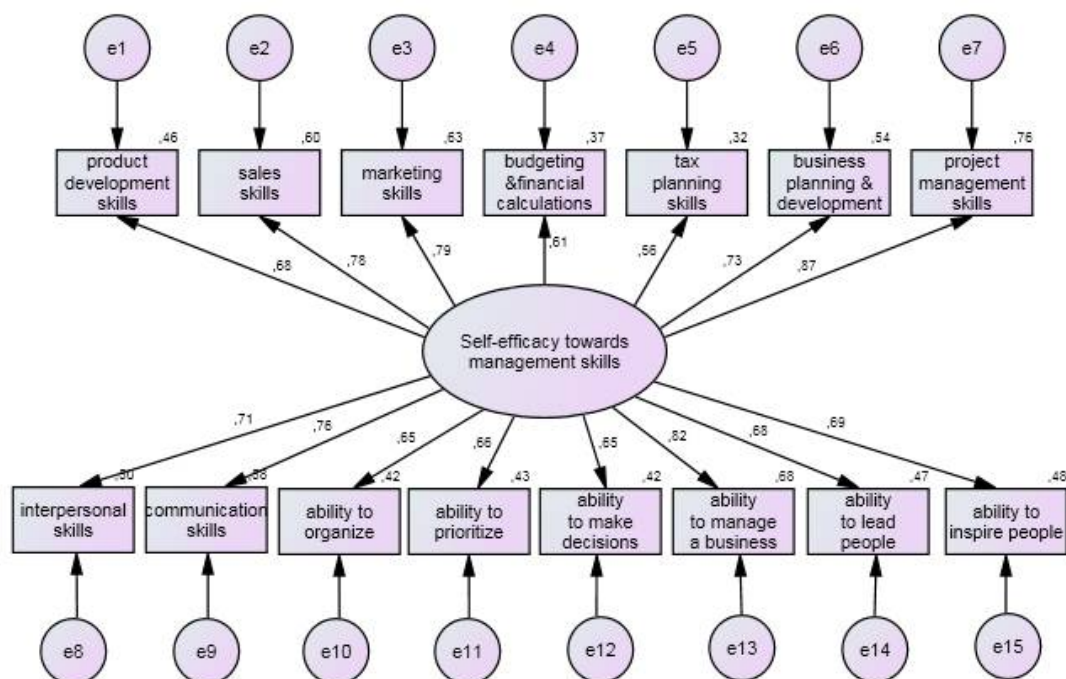 e1
e2
e3
e4
e5
e6
e7
,46
,60
,63
,37
,32
,54
,76
product
development
skills
sales
skills
marketing
skills
budgeting
&financial
calculations
tax
planning
skills
business
planning &
development
project
management
skills
,68
,78
,79
,61
,56
,73
,87
Self-efficacy towards
management skills
,71
,76
,65
,66
,65
,82
,68
,69
,50
,58
,42
,43
,42
,68
,47
,48
interpersonal
skills
communication
skills
ability to
organize
ability to
prioritize
ability
to make
decisions
ability
to manage
a business
ability
to lead
people
ability to
inspire people
e8
e9
e10
e11
e12
e13
e14
e15